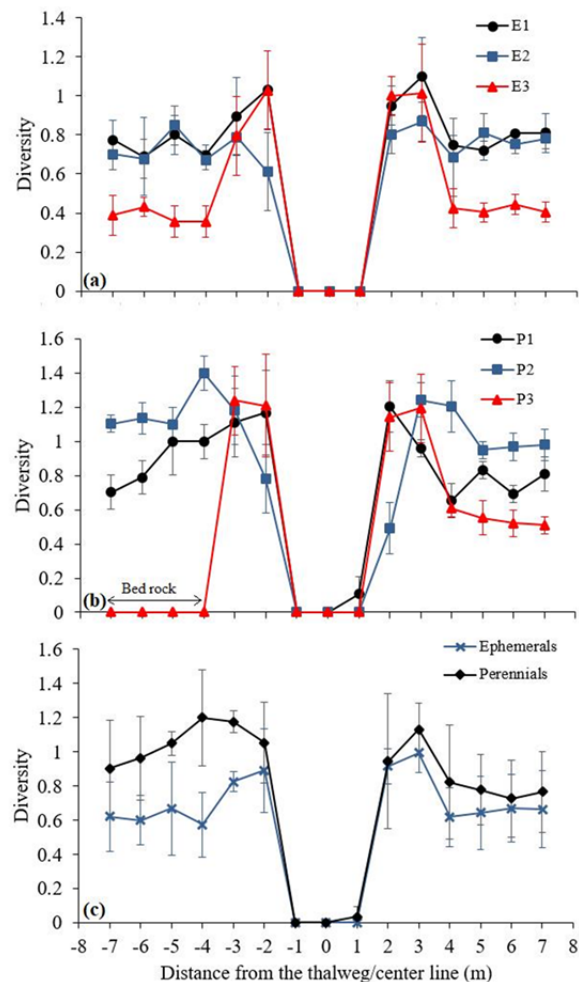 1.4
1.2
1
0.8
0.6
0.4
0.2
0
Diversity
E1
E2
E3
(a)
1.6
1.4
1.2
1
0.8
0.6
0.4
0.2
0
Diversity
P1
P2
P3
Bed rock
(b)
1.6
1.4
1.2
1
0.8
0.6
0.4
0.2
0
Diversity
Ephemerals
Perennials
(c)
-8 -7 -6 -5 -4 -3 -2 -1 0 1 2 3 4 5 6 7 8
Distance from the thalweg/center line (m)